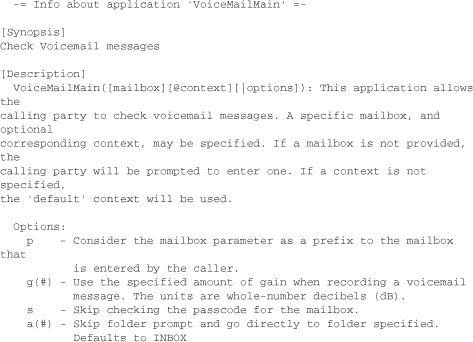 -= Info about application 'VoiceMailMain' =-
[Synopsis]
Check Voicemail messages
[Description]
VoiceMailMain([mailbox][@context][|options]): This application allows
the
calling party to check voicemail messages. A specific mailbox, and
optional
corresponding context, may be specified. If a mailbox is not provided,
the
calling party will be prompted to enter one. If a context is not
specified,
the 'default' context will be used.
Options:
p    - Consider the mailbox parameter as a prefix to the mailbox
that
is entered by the caller.
g(#) - Use the specified amount of gain when recording a voicemail
message. The units are whole-number decibels (dB).
s    - Skip checking the passcode for the mailbox.
a(#) - Skip folder prompt and go directly to folder specified.
Defaults to INBOX